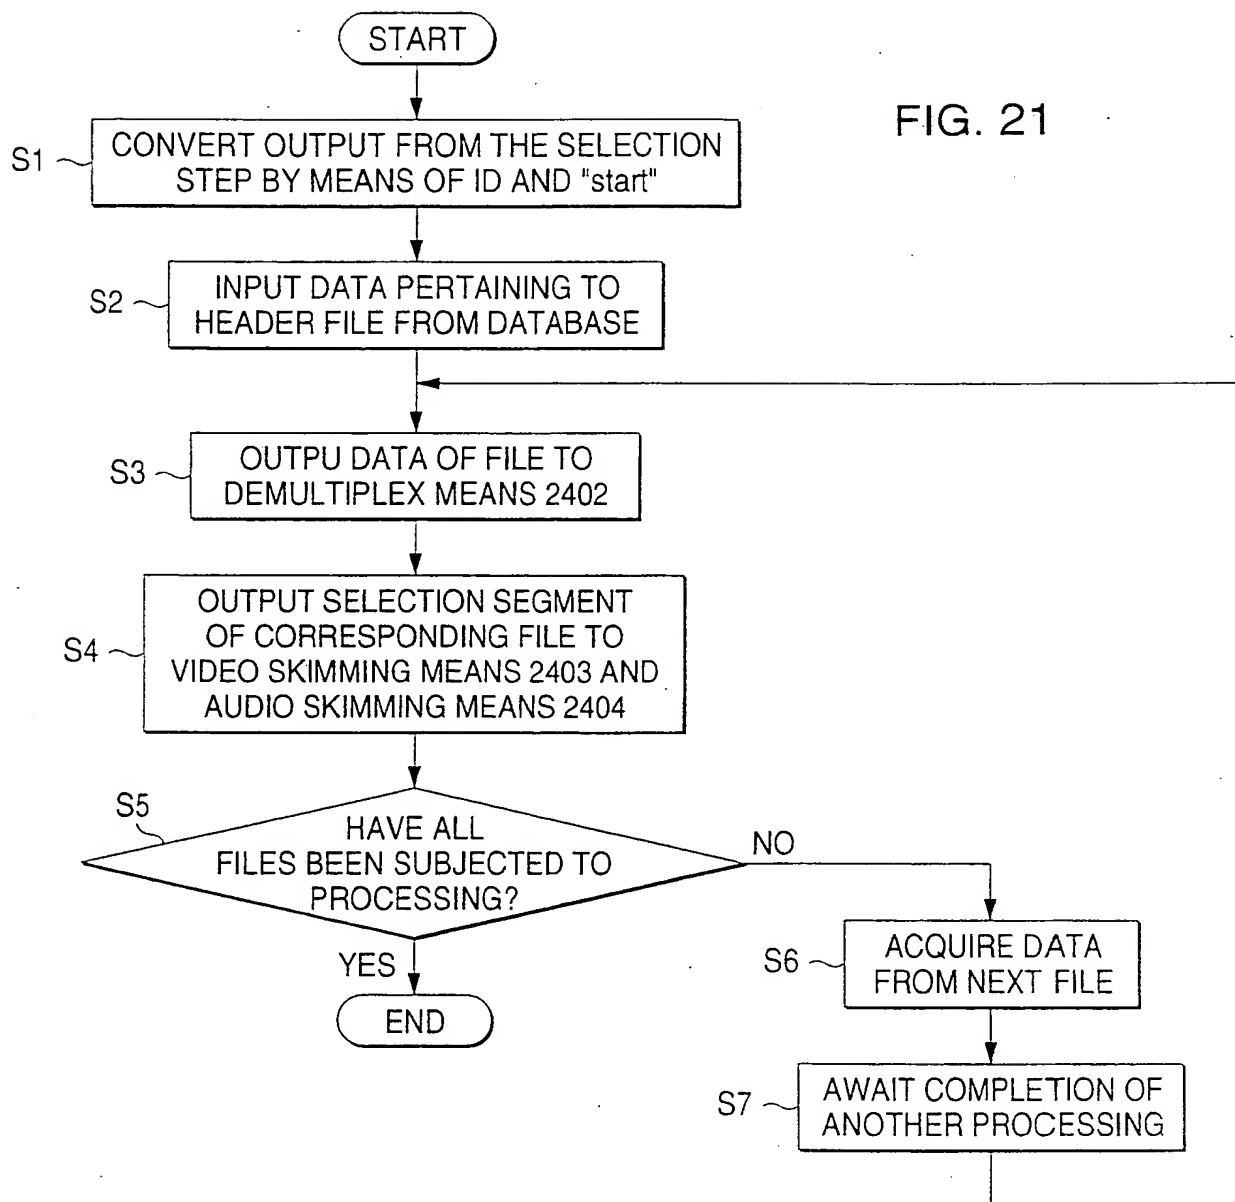 START
FIG. 21
S1
CONVERT OUTPUT FROM THE SELECTION
STEP BY MEANS OF ID AND "start"
S2
INPUT DATA PERTAINING TO
HEADER FILE FROM DATABASE
S3
OUTPU DATA OF FILE TO
DEMULTIPLEX MEANS 2402
S4
OUTPUT SELECTION SEGMENT
OF CORRESPONDING FILE TO
VIDEO SKIMMING MEANS 2403 AND
AUDIO SKIMMING MEANS 2404
S5
HAVE ALL
FILES BEEN SUBJECTED TO
PROCESSING?
NO
YES
END
S6
ACQUIRE DATA
FROM NEXT FILE
S7
AWAIT COMPLETION OF
ANOTHER PROCESSING